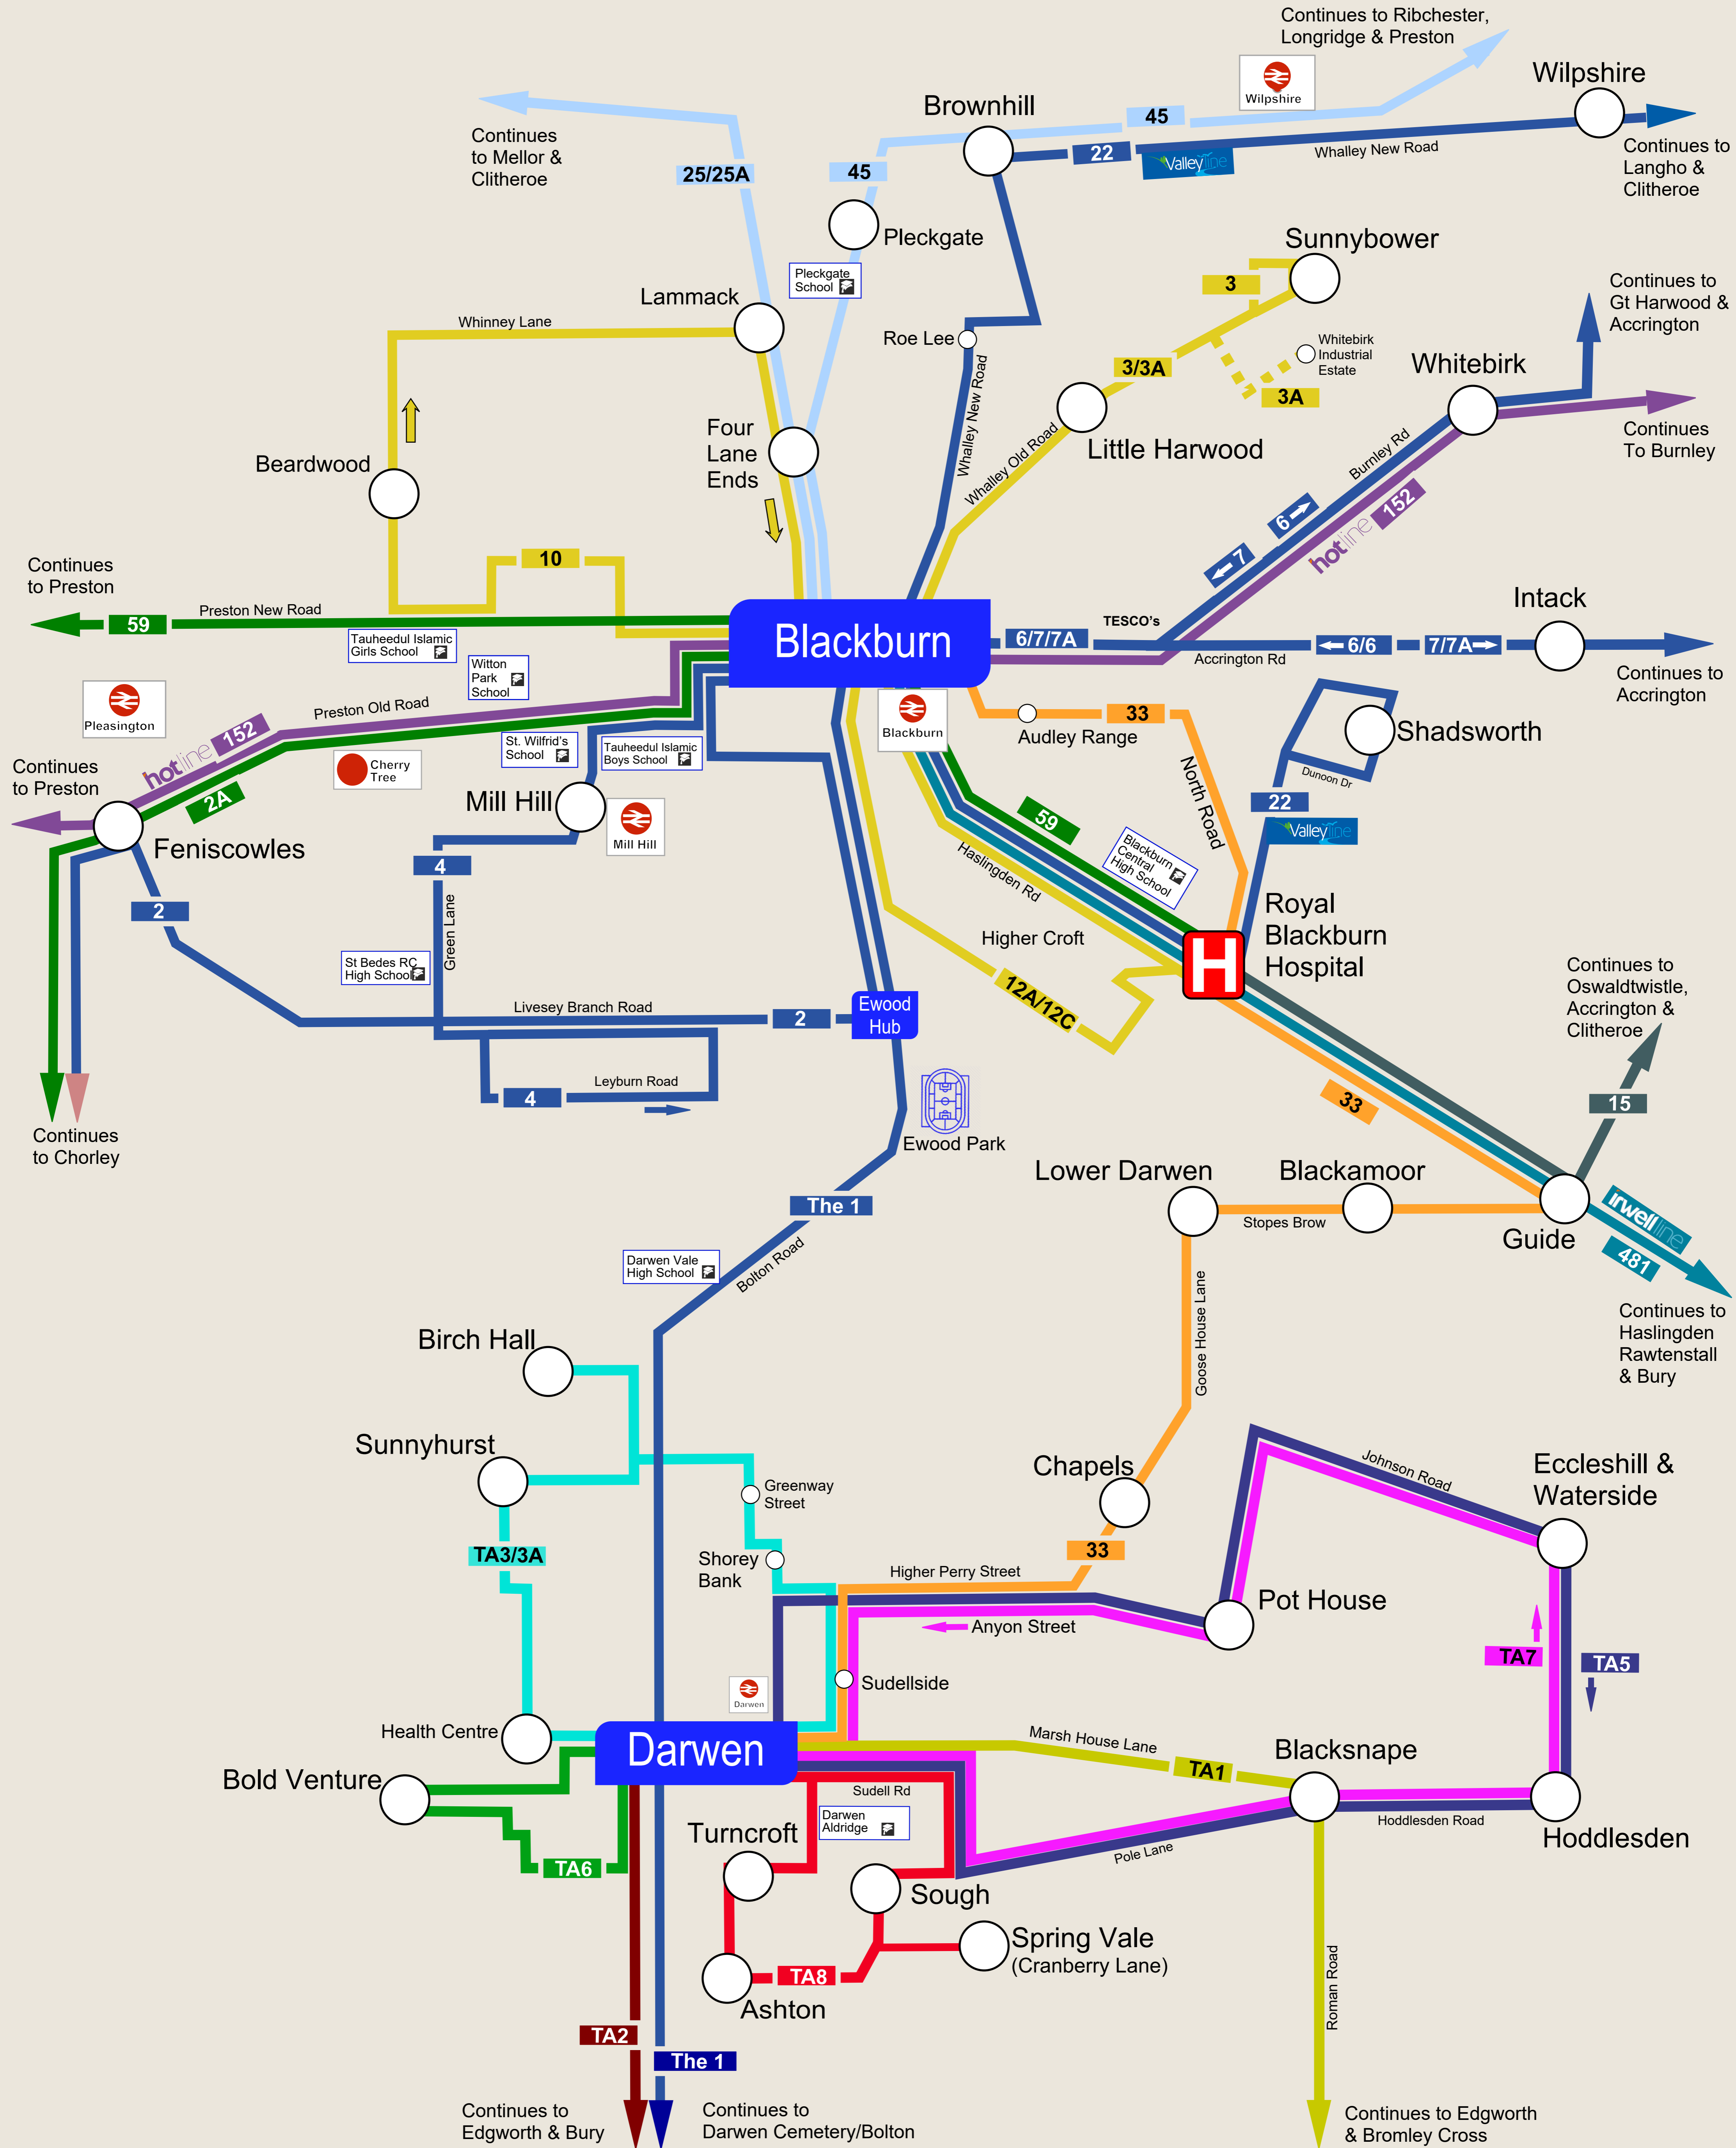 Continues to Ribchester,
Longridge & Preston
Wilpshire
Wilpshire
Brownhill
45
Continues
to Mellor &
Clitheroe
25/25A
45
22
Valleyline
Whalley New Road
Continues to
Langho &
Clitheroe
Pleckgate
Pleckgate
School
Sunnybower
3
Lammack
Whinney Lane
Roe Lee
Continues to
Gt Harwood &
Accrington
Whitebirk
Industrial
Estate
Whitebirk
3/3A
3A
Whalley New Road
Little Harwood
Four
Lane
Ends
Whalley Old Road
Burnley Rd
Continues
To Burnley
Beardwood
6
hotline 152
7
10
Continues
to Preston
59
Preston New Road
Blackburn
TESCO's
6/7/7A
Accrington Rd
6/6
7/7A
Intack
Continues to
Accrington
Tauheedul Islamic
Girls School
Witton
Park
School
Pleasington
Preston Old Road
hotline 152
Cherry
Tree
St. Wilfrid's
School
Tauheedul Islamic
Boys School
Blackburn
33
Audley Range
North Road
Shadsworth
Dunoon Dr
22
Valleyline
Continues
to Preston
2A
Feniscowles
Mill Hill
Mill Hill
4
59
Blackburn
Central
High School
Haslingden Rd
2
Green Lane
St Bedes RC
High School
Higher Croft
12A/12C
H
Royal
Blackburn
Hospital
Livesey Branch Road
2
Ewood
Hub
Leyburn Road
4
Continues to
Oswaldtwistle,
Accrington &
Clitheroe
15
33
Ewood Park
Continues
to Chorley
The 1
Lower Darwen
Blackamoor
Stopes Brow
Guide
irwell line
481
Continues to
Haslingden
Rawtenstall
& Bury
Darwen Vale
High School
Bolton Road
Goose House Lane
Birch Hall
Sunnyhurst
Greenway
Street
Chapels
Johnson Road
Eccleshill &
Waterside
TA3/3A
Shorey
Bank
33
Higher Perry Street
Pot House
Anyon Street
TA7
TA5
Sudellside
Darwen
Health Centre
Darwen
Marsh House Lane
TA1
Blacksnape
Bold Venture
Sudell Rd
Darwen
Aldridge
Hoddlesden Road
Hoddlesden
Turncroft
Pole Lane
TA6
Sough
Spring Vale
(Cranberry Lane)
TA8
Ashton
Roman Road
TA2
The 1
Continues to
Edgworth & Bury
Continues to
Darwen Cemetery/Bolton
Continues to Edgworth
& Bromley Cross